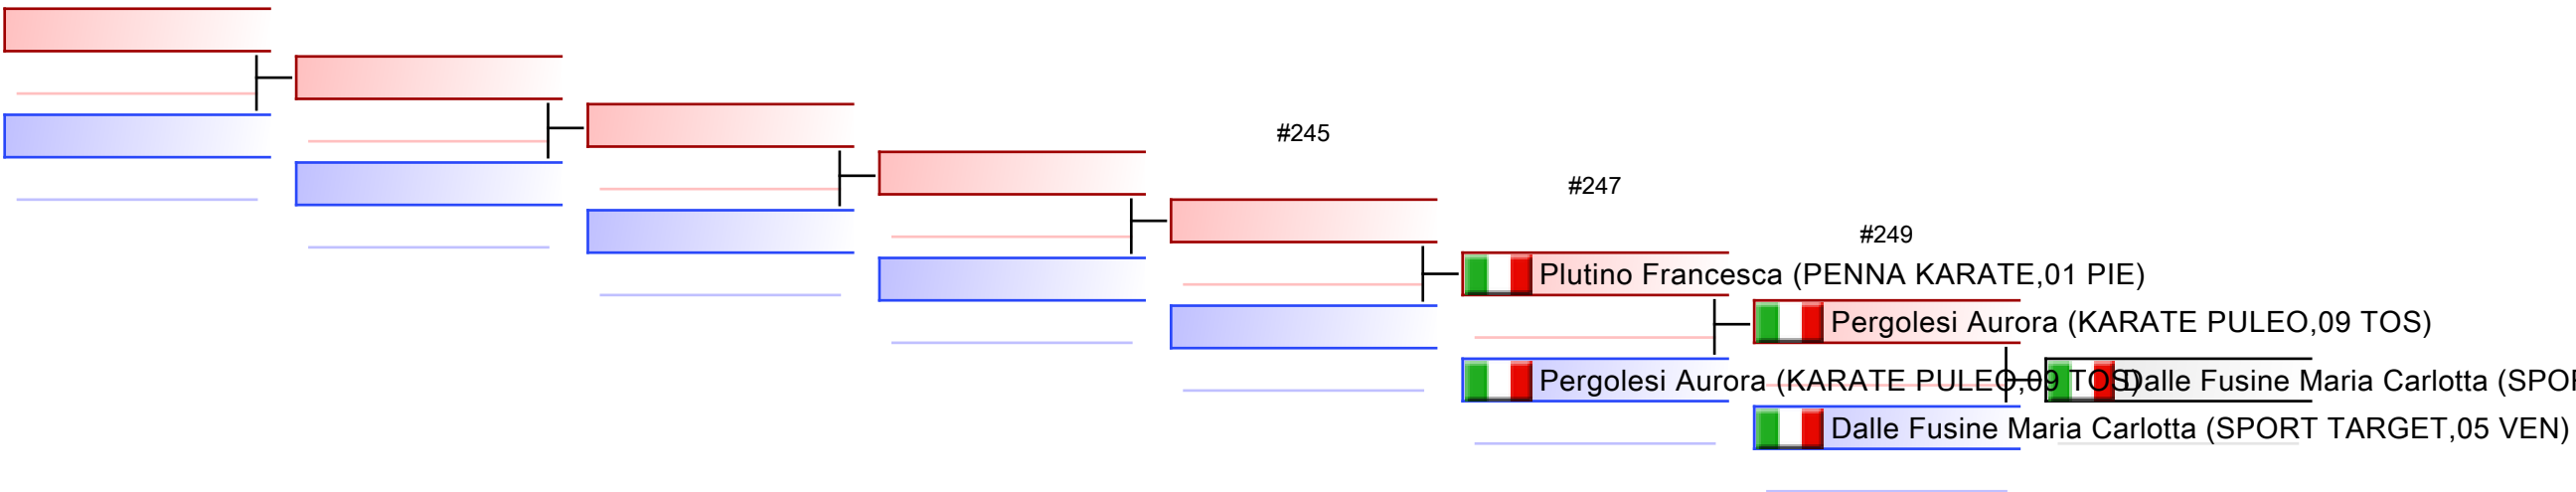 #245
#247
#249
Plutino Francesca (PENNA KARATE,01 PIE)
Pergolesi Aurora (KARATE PULEO,09 TOS)
Pergolesi Aurora (KARATE PULEO,09 TOS)
Dalle Fusine Maria Carlotta (SPO
Dalle Fusine Maria Carlotta (SPORT TARGET,05 VEN)